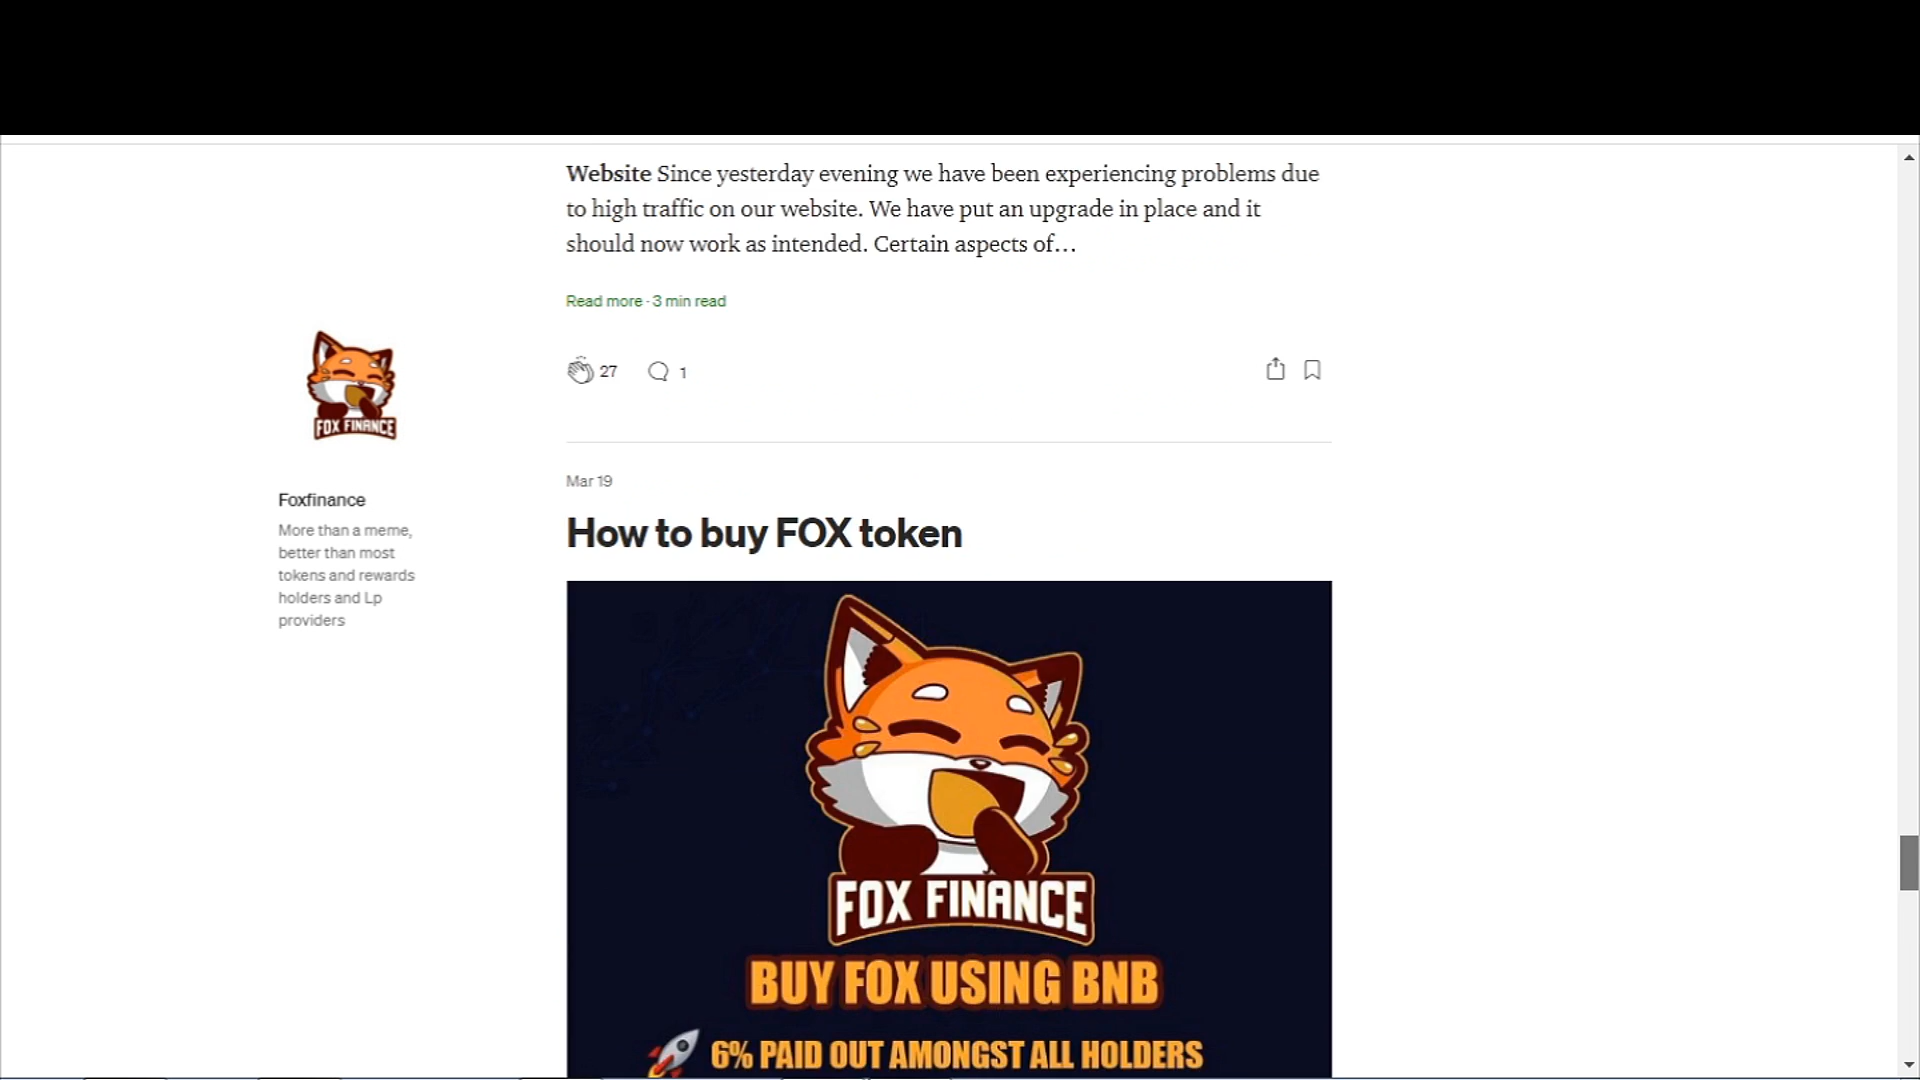 Website Since yesterday evening we have been experiencing problems due
to high traffic on our website. We have put an upgrade in place and it
should now work as intended. Certain aspects of…
Read more · 3 min read
27 1
FOX FINANCE
Foxfinance
More than a meme,
better than most
tokens and rewards
holders and Lp
providers
Mar 19
How to buy FOX token
FOX FINANCE
BUY FOX USING BNB
6% PAID OUT AMONGST ALL HOLDERS